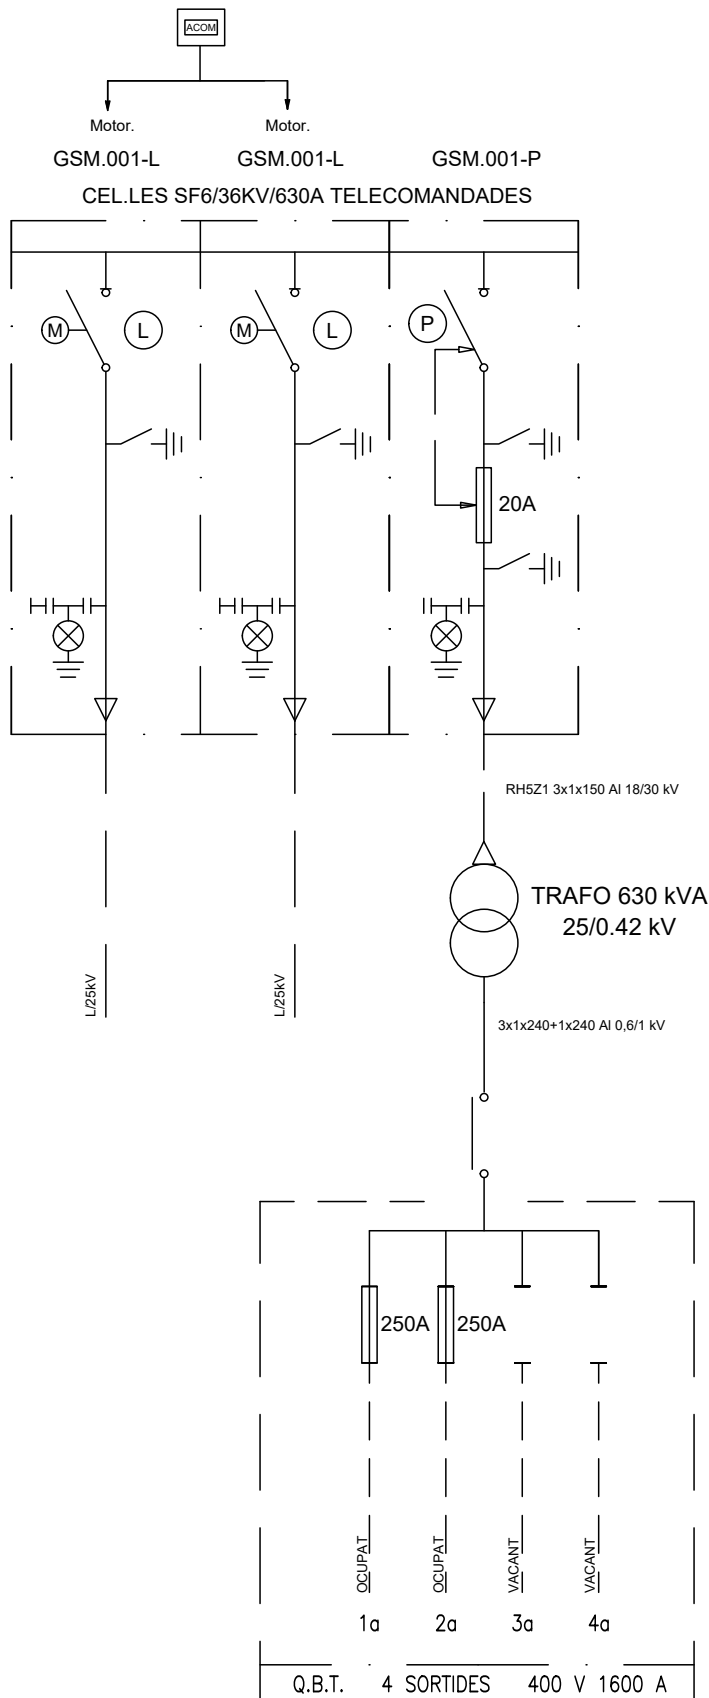 ACOM
Motor. Motor.
GSM.001-L GSM.001-L GSM.001-P
CEL.LES SF6/36KV/630A TELECOMANDADES
M L M L P
20A
RH5Z1 3x1x150 Al 18/30 kV
TRAFO 630 kVA
25/0.42 kV
L/25kV L/25kV
3x1x240+1x240 Al 0,6/1 kV
250A 250A
OCUPAT OCUPAT VACANT VACANT
1a 2a 3a 4a
Q.B.T. 4 SORTIDES 400 V 1600 A